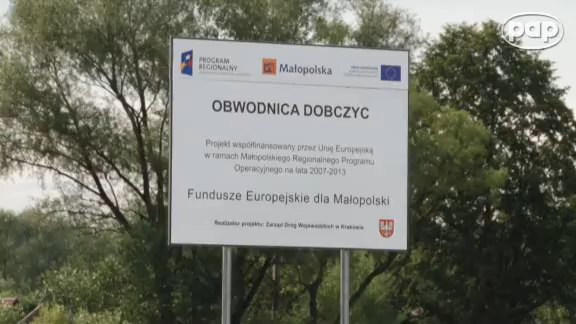 pap
PROGRAM
REGIONALNY
Małopolska
OBWODNICA DOBCZYC
Projekt współfinansowany przez Unię Europejską
w ramach Małopolskiego Regionalnego Programu
Operacyjnego na lata 2007-2013
Fundusze Europejskie dla Małopolski
Realizator projektu: Zarząd Dróg Wojewódzkich w Krakowie